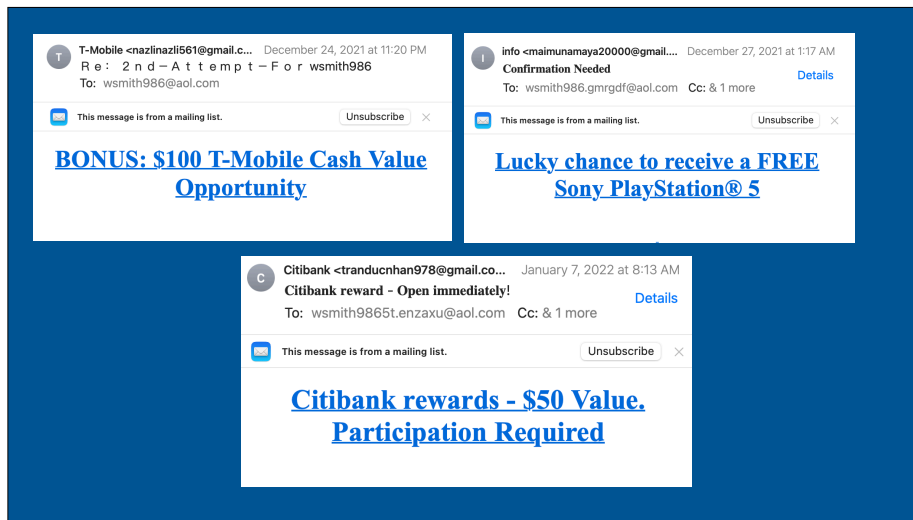 T
T-Mobile <nazlinazli561@gmail.c...
December 24, 2021 at 11:20 PM
Ｒｅ： ２ｎｄ－Ａｔｔｅｍｐｔ－Ｆｏｒ wsmith986
To: wsmith986@aol.com
This message is from a mailing list.
Unsubscribe
BONUS: $100 T-Mobile Cash Value
Opportunity
I
info <maimunamaya20000@gmail....
December 27, 2021 at 1:17 AM
Confirmation Needed
Details
To: wsmith986.gmrgdf@aol.com Cc: & 1 more
This message is from a mailing list.
Unsubscribe
Lucky chance to receive a FREE
Sony PlayStation® 5
C
Citibank <tranducnhan978@gmail.co...
January 7, 2022 at 8:13 AM
Citibank reward - Open immediately!
Details
To: wsmith9865t.enzaxu@aol.com Cc: & 1 more
This message is from a mailing list.
Unsubscribe
Citibank rewards - $50 Value.
Participation Required